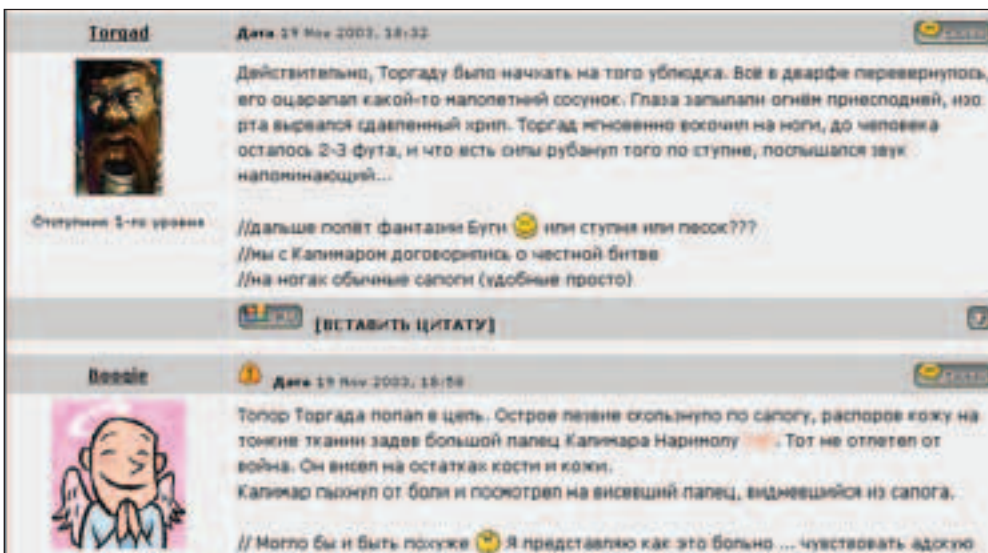 Torgad
Дата 19 Nov 2003, 18:32
Действительно, Торгаду было начхать на того ублюдка. Всё в дварфе перевернулось,
его оцарапал какой-то малолетний сосунок. Глаза запылали огнём приесподней, изо
рта вырвался сдавленный хрип. Торгад мгновенно вскочил на ноги, до человека
осталось 2-3 фута, и что есть силы рубанул того по ступне, послышался звук
напоминающий...
Отступник 1-го уровня
//дальше полёт фантазии Буги или ступня или песок???
//мы с Калимаром договорились о честной битве
//на ногах обычные сапоги (удобные просто)
[ВСТАВИТЬ ЦИТАТУ]
Boogie
Дата 19 Nov 2003, 18:58
Топор Торгада попал в цель. Острое лезвие скользнуло по сапогу, распоров кожу на
тонкие ткани задев большой палец Калимара Наримолу . Тот не отлетел от
война. Он висел на остатках кости и кожи.
Калимар пыхнул от боли и посмотрел на висевший палец, видневшийся из сапога.
// Могло бы и быть похуже Я представляю как это больно ... чувствовать адскую